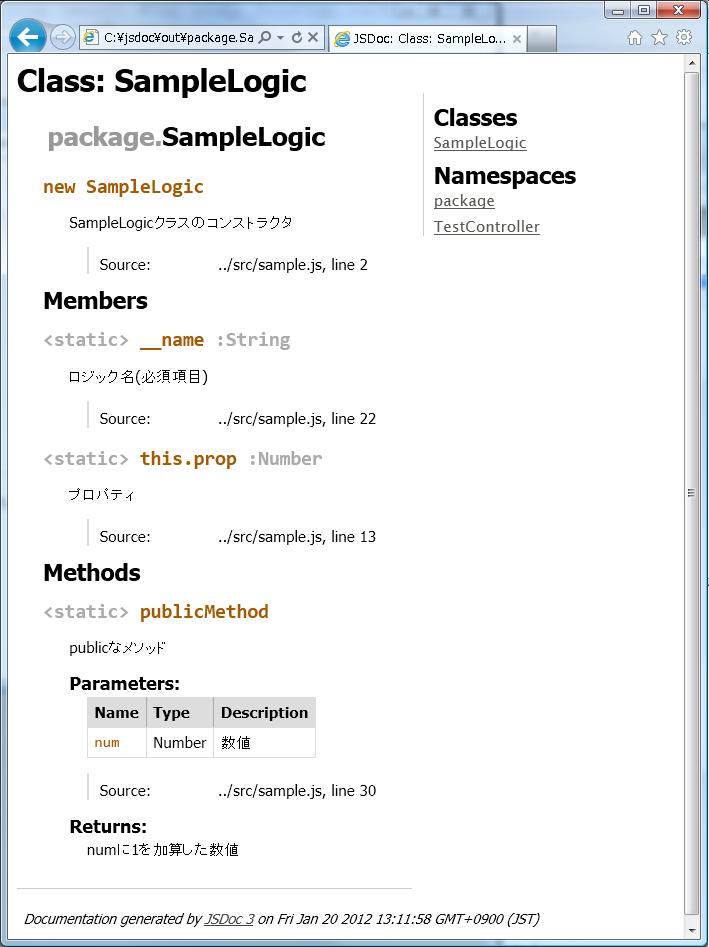 C:¥jsdoc¥out¥package.Sa
JSDoc: Class: SampleLo...
Class: SampleLogic
package.SampleLogic
new SampleLogic
SampleLogicクラスのコンストラクタ
Source: ../src/sample.js, line 2
Members
<static> __name :String
ロジック名(必須項目)
Source: ../src/sample.js, line 22
<static> this.prop :Number
プロパティ
Source: ../src/sample.js, line 13
Methods
<static> publicMethod
publicなメソッド
Parameters:
Name Type Description
num Number 数値
Source: ../src/sample.js, line 30
Returns:
numに1を加算した数値
Classes
SampleLogic
Namespaces
package
TestController
Documentation generated by JSDoc 3 on Fri Jan 20 2012 13:11:58 GMT+0900 (JST)